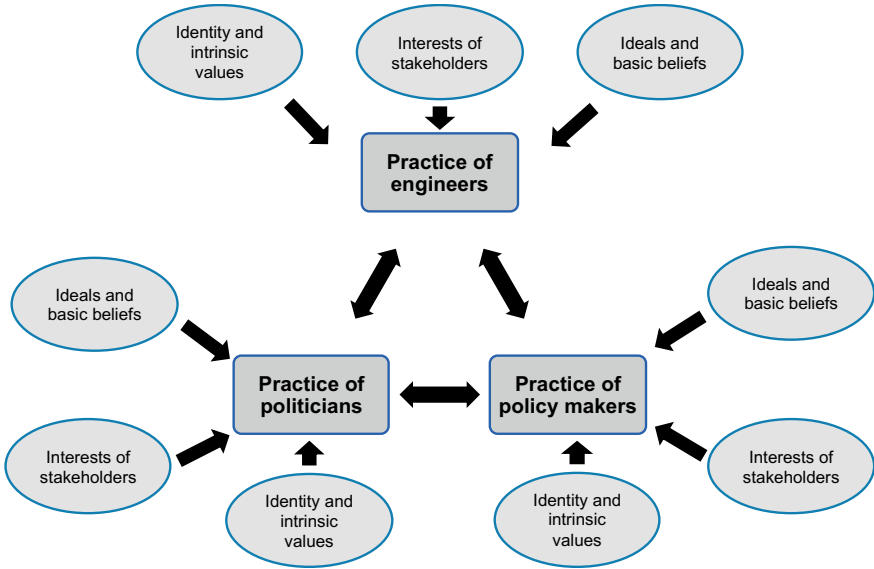 Identity and
intrinsic
values
Interests of
stakeholders
Ideals and
basic beliefs
Practice of
engineers
Ideals and
basic beliefs
Ideals and
basic beliefs
Practice of
politicians
Practice of
policy makers
Interests of
stakeholders
Interests of
stakeholders
Identity and
intrinsic
values
Identity and
intrinsic
values